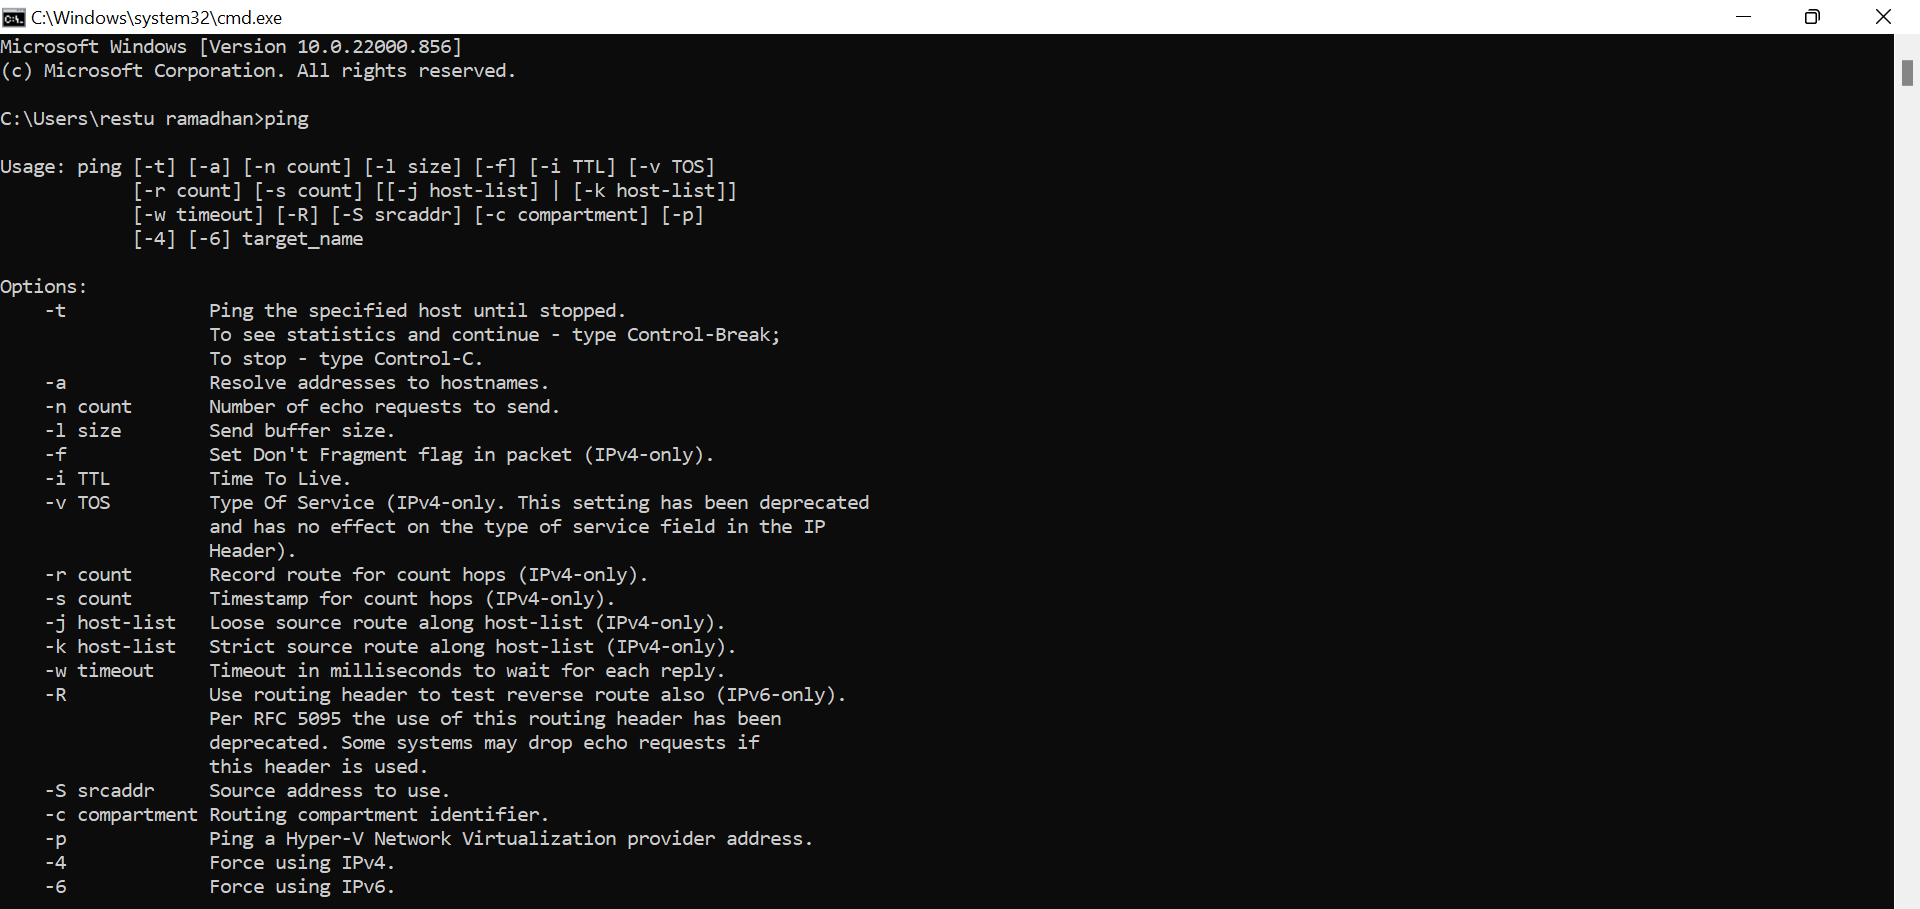 C:\Windows\system32\cmd.exe
Microsoft Windows [Version 10.0.22000.856]
(c) Microsoft Corporation. All rights reserved.
C:\Users\restu ramadhan>ping
Usage: ping [-t] [-a] [-n count] [-l size] [-f] [-i TTL] [-v TOS]
            [-r count] [-s count] [[-j host-list] | [-k host-list]]
            [-w timeout] [-R] [-S srcaddr] [-c compartment] [-p]
            [-4] [-6] target_name
Options:
    -t             Ping the specified host until stopped.
                   To see statistics and continue - type Control-Break;
                   To stop - type Control-C.
    -a             Resolve addresses to hostnames.
    -n count       Number of echo requests to send.
    -l size        Send buffer size.
    -f             Set Don't Fragment flag in packet (IPv4-only).
    -i TTL         Time To Live.
    -v TOS         Type Of Service (IPv4-only. This setting has been deprecated
                   and has no effect on the type of service field in the IP
                   Header).
    -r count       Record route for count hops (IPv4-only).
    -s count       Timestamp for count hops (IPv4-only).
    -j host-list   Loose source route along host-list (IPv4-only).
    -k host-list   Strict source route along host-list (IPv4-only).
    -w timeout     Timeout in milliseconds to wait for each reply.
    -R             Use routing header to test reverse route also (IPv6-only).
                   Per RFC 5095 the use of this routing header has been
                   deprecated. Some systems may drop echo requests if
                   this header is used.
    -S srcaddr     Source address to use.
    -c compartment Routing compartment identifier.
    -p             Ping a Hyper-V Network Virtualization provider address.
    -4             Force using IPv4.
    -6             Force using IPv6.